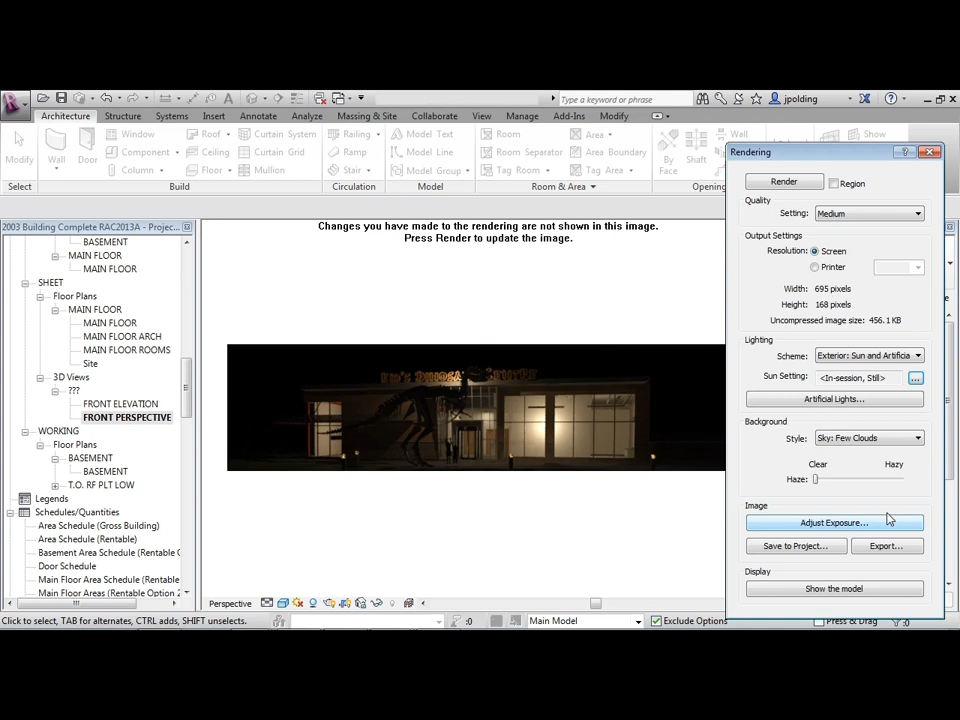 Type a keyword or phrase
jpolding
Architecture Structure Systems Insert Annotate Analyze Massing & Site Collaborate View Manage Add-Ins Modify
Modify
Wall
Door
Window
Component
Column
Roof
Ceiling
Floor
Curtain System
Curtain Grid
Mullion
Railing
Ramp
Stair
Model Text
Model Line
Model Group
Room
Room Separator
Tag Room
Area
Area Boundary
Tag Area
By
Face
Shaft
Wall
Show
Select Build Circulation Model Room & Area Opening
2003 Building Complete RAC2013A - Projec...
BASEMENT
MAIN FLOOR
MAIN FLOOR
SHEET
Floor Plans
MAIN FLOOR
MAIN FLOOR
MAIN FLOOR ARCH
MAIN FLOOR ROOMS
Site
3D Views
???
FRONT ELEVATION
FRONT PERSPECTIVE
WORKING
Floor Plans
BASEMENT
BASEMENT
T.O. RF PLT LOW
Legends
Schedules/Quantities
Area Schedule (Gross Building)
Area Schedule (Rentable)
Basement Area Schedule (Rentable C
Door Schedule
Main Floor Area Schedule (Rentable
Main Floor Areas (Rentable Option 2
Changes you have made to the rendering are not shown in this image.
Press Render to update the image.
Rendering
Render
Region
Quality
Setting: Medium
Output Settings
Resolution: Screen
Printer
Width: 695 pixels
Height: 168 pixels
Uncompressed image size: 456.1 KB
Lighting
Scheme: Exterior: Sun and Artificia
Sun Setting: <In-session, Still> ...
Artificial Lights...
Background
Style: Sky: Few Clouds
Clear Hazy
Haze:
Image
Adjust Exposure...
Save to Project... Export...
Display
Show the model
Perspective
Click to select, TAB for alternates, CTRL adds, SHIFT unselects.
:0
Main Model
Exclude Options
Press & Drag
:0